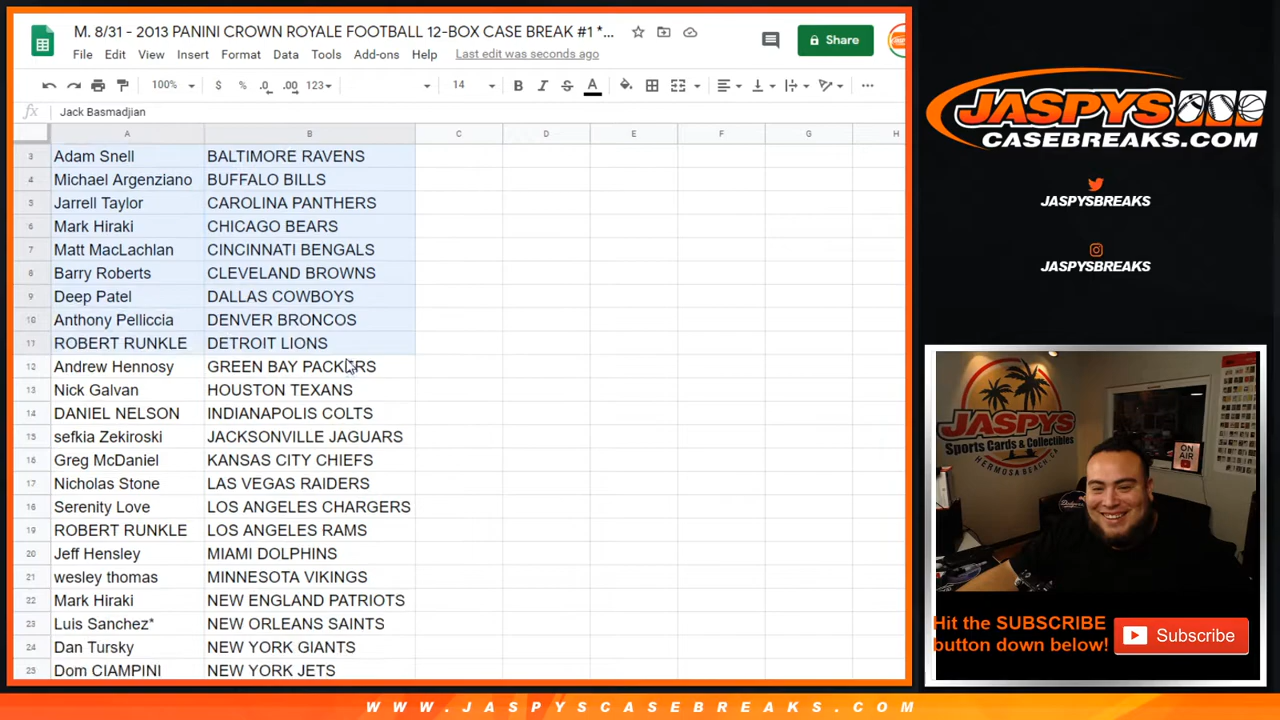 M. 8/31 - 2013 PANINI CROWN ROYALE FOOTBALL 12-BOX CASE BREAK #1 *...
File Edit View Insert Format Data Tools Add-ons Help Last edit was seconds ago
Share
100% $ % .0 .00 123 14 B I S A
fx Jack Basmadjian
A B C D E F G H
3 Adam Snell BALTIMORE RAVENS
4 Michael Argenziano BUFFALO BILLS
5 Jarrell Taylor CAROLINA PANTHERS
6 Mark Hiraki CHICAGO BEARS
7 Matt MacLachlan CINCINNATI BENGALS
8 Barry Roberts CLEVELAND BROWNS
9 Deep Patel DALLAS COWBOYS
10 Anthony Pelliccia DENVER BRONCOS
11 ROBERT RUNKLE DETROIT LIONS
12 Andrew Hennosy GREEN BAY PACKERS
13 Nick Galvan HOUSTON TEXANS
14 DANIEL NELSON INDIANAPOLIS COLTS
15 sefkia Zekiroski JACKSONVILLE JAGUARS
16 Greg McDaniel KANSAS CITY CHIEFS
17 Nicholas Stone LAS VEGAS RAIDERS
18 Serenity Love LOS ANGELES CHARGERS
19 ROBERT RUNKLE LOS ANGELES RAMS
20 Jeff Hensley MIAMI DOLPHINS
21 wesley thomas MINNESOTA VIKINGS
22 Mark Hiraki NEW ENGLAND PATRIOTS
23 Luis Sanchez* NEW ORLEANS SAINTS
24 Dan Tursky NEW YORK GIANTS
25 Dom CIAMPINI NEW YORK JETS
JASPYS
CASEBREAKS.COM
JASPYSBREAKS
JASPYSBREAKS
JASPYS
Sports Cards & Collectibles
HERMOSA BEACH, CA
ON
AIR
Hit the SUBSCRIBE
button down below!
Subscribe
WWW.JASPYSCASEBREAKS.COM